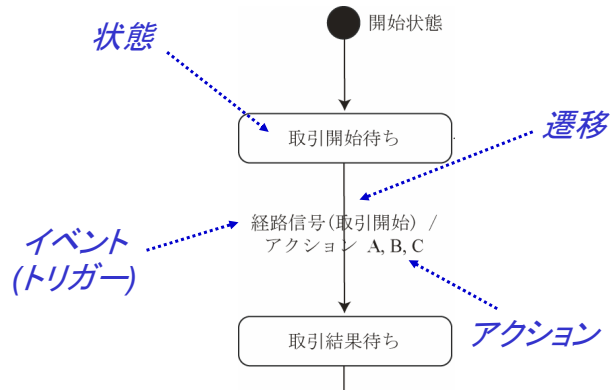 開始状態
状態
取引開始待ち
遷移
経路信号(取引開始) /
アクション A, B, C
イベント
(トリガー)
アクション
取引結果待ち